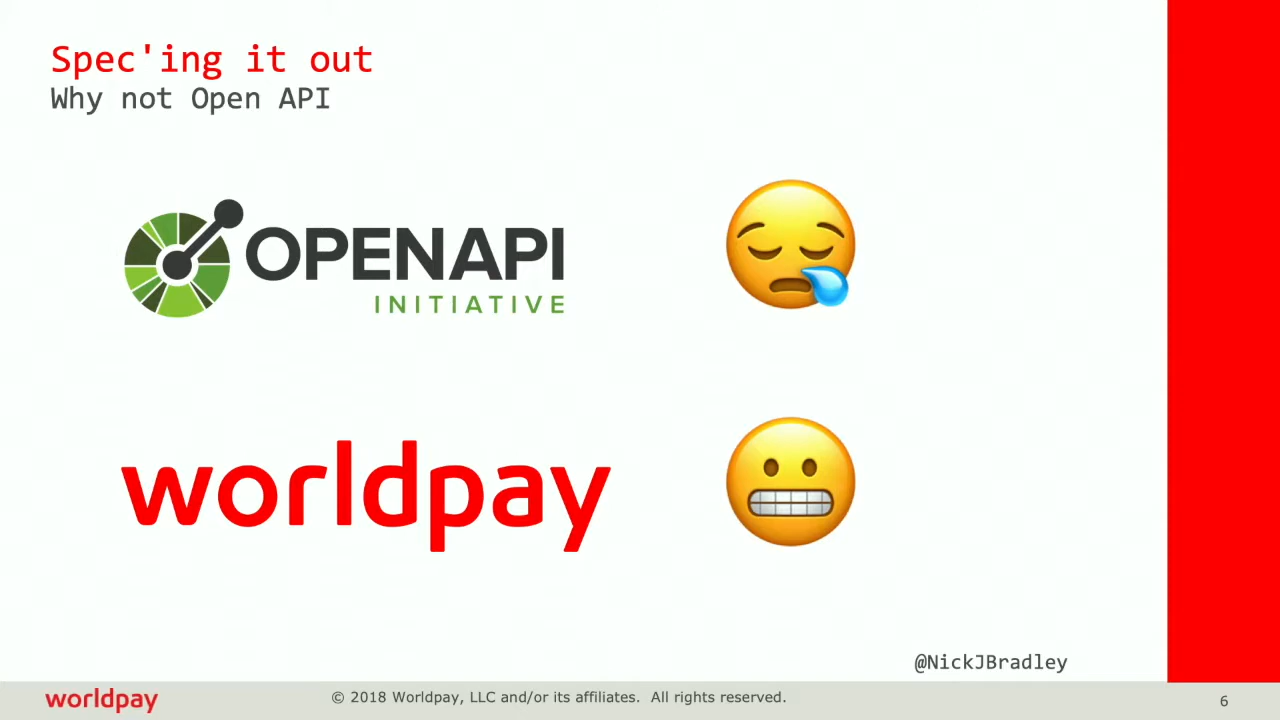 Spec'ing it out
Why not Open API
OPENAPI
INITIATIVE
worldpay
@NickJBradley
worldpay
© 2018 Worldpay, LLC and/or its affiliates. All rights reserved.
6